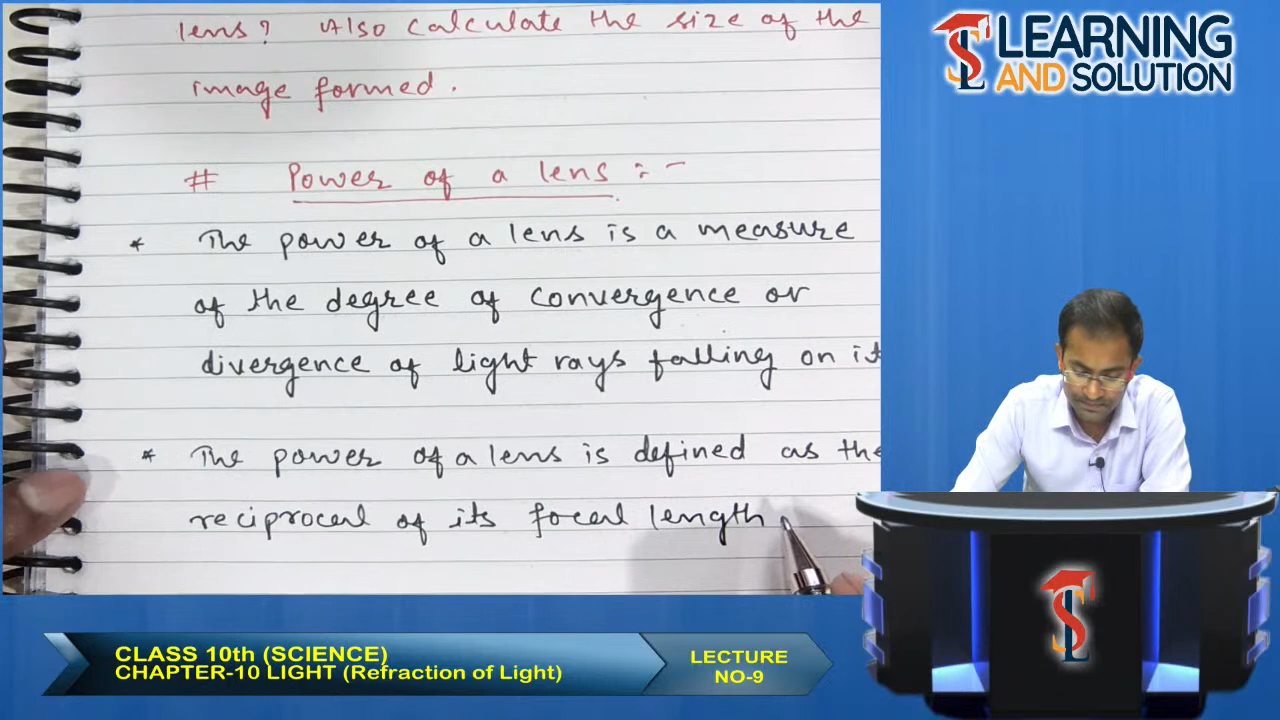 lens? Also calculate the size of the
image formed.
# Power of a lens :-
* The power of a lens is a measure
of the degree of convergence or
divergence of light rays falling on it
* The power of a lens is defined as the
reciprocal of its focal length
LEARNING
AND SOLUTION
CLASS 10th (SCIENCE)
CHAPTER-10 LIGHT (Refraction of Light)
LECTURE
NO-9